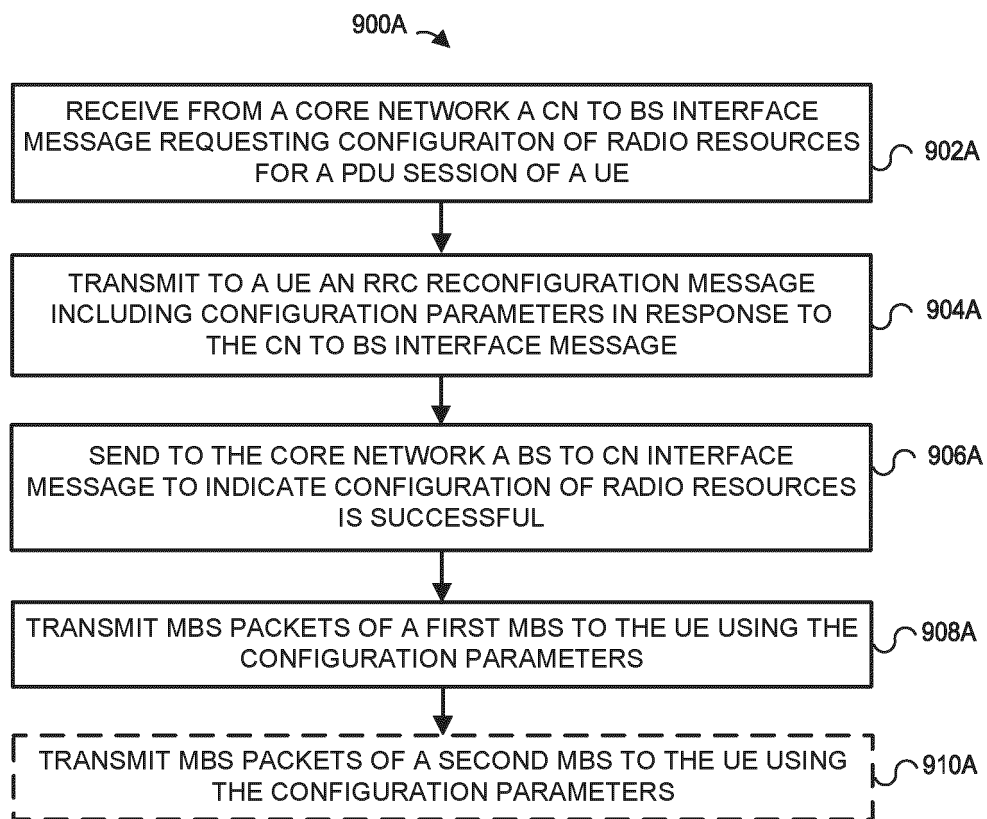 900A
RECEIVE FROM A CORE NETWORK A CN TO BS INTERFACE
MESSAGE REQUESTING CONFIGURAITON OF RADIO RESOURCES
FOR A PDU SESSION OF A UE
902A
TRANSMIT TO A UE AN RRC RECONFIGURATION MESSAGE
INCLUDING CONFIGURATION PARAMETERS IN RESPONSE TO
THE CN TO BS INTERFACE MESSAGE
904A
SEND TO THE CORE NETWORK A BS TO CN INTERFACE
MESSAGE TO INDICATE CONFIGURATION OF RADIO RESOURCES
IS SUCCESSFUL
906A
TRANSMIT MBS PACKETS OF A FIRST MBS TO THE UE USING THE
CONFIGURATION PARAMETERS
908A
TRANSMIT MBS PACKETS OF A SECOND MBS TO THE UE USING
THE CONFIGURATION PARAMETERS
910A